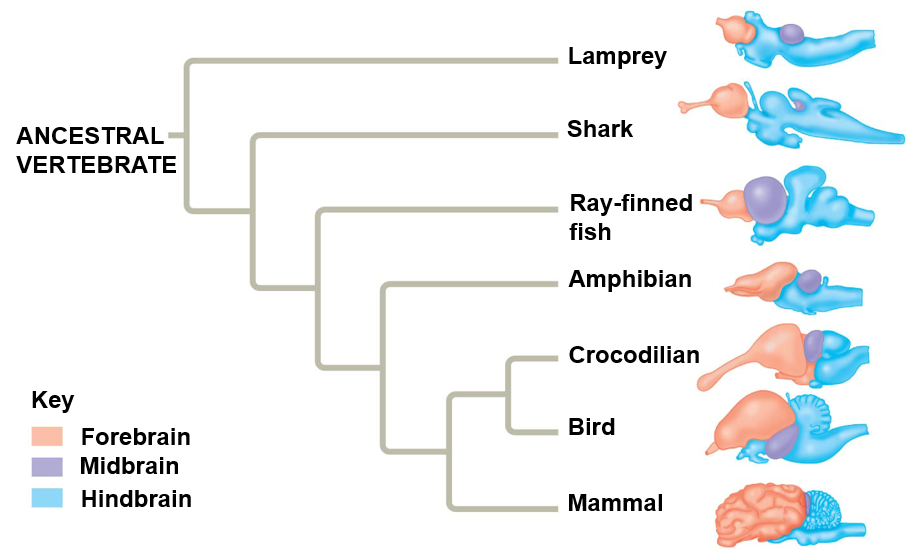 Lamprey
ANCESTRAL
VERTEBRATE
Shark
Ray-finned
fish
Amphibian
Crocodilian
Bird
Mammal
Key
Forebrain
Midbrain
Hindbrain